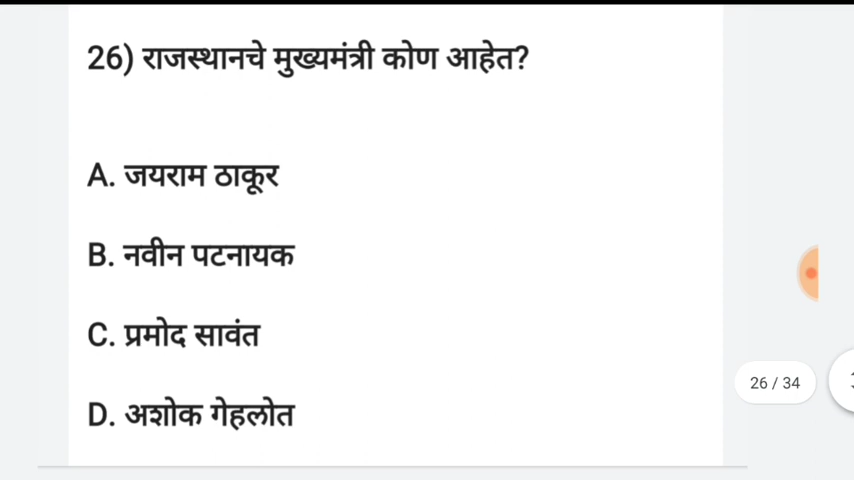 26) राजस्थानचे मुख्यमंत्री कोण आहेत?
A. जयराम ठाकूर
B. नवीन पटनायक
C. प्रमोद सावंत
D. अशोक गेहलोत
26 / 34